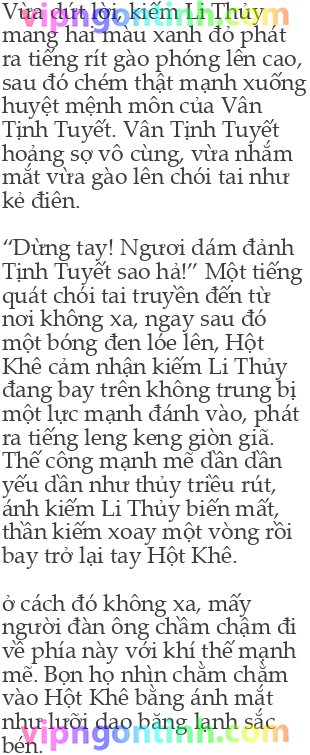 vipngontinh.com
Vừa dứt lời, kiếm Li Thủy
mang hai màu xanh đỏ phát
ra tiếng rít gào phóng lên cao,
sau đó chém thật mạnh xuống
huyệt mệnh môn của Vân
Tịnh Tuyết. Vân Tịnh Tuyết
hoảng sợ vô cùng, vừa nhắm
mắt vừa gào lên chói tai như
kẻ điên.

“Dừng tay! Ngươi dám đảnh
Tịnh Tuyết sao hả!” Một tiếng
quát chói tai truyền đến từ
nơi không xa, ngay sau đó
một bóng đen lóe lên, Hột
Khê cảm nhận kiếm Li Thủy
đang bay trên không trung bị
một lực mạnh đánh vào, phát
ra tiếng leng keng giòn giã.
Thế công mạnh mẽ dần dần
yếu dần như thủy triều rút,
ánh kiếm Li Thủy biến mất,
thần kiếm xoay một vòng rồi
bay trở lại tay Hột Khê.

ở cách đó không xa, mấy
người đàn ông chầm chậm đi
về phía này với khí thế mạnh
mẽ. Bọn họ nhìn chằm chằm
vào Hột Khê bằng ánh mắt
như lưỡi dao băng lạnh sắc
bén.
vipngontinh.com